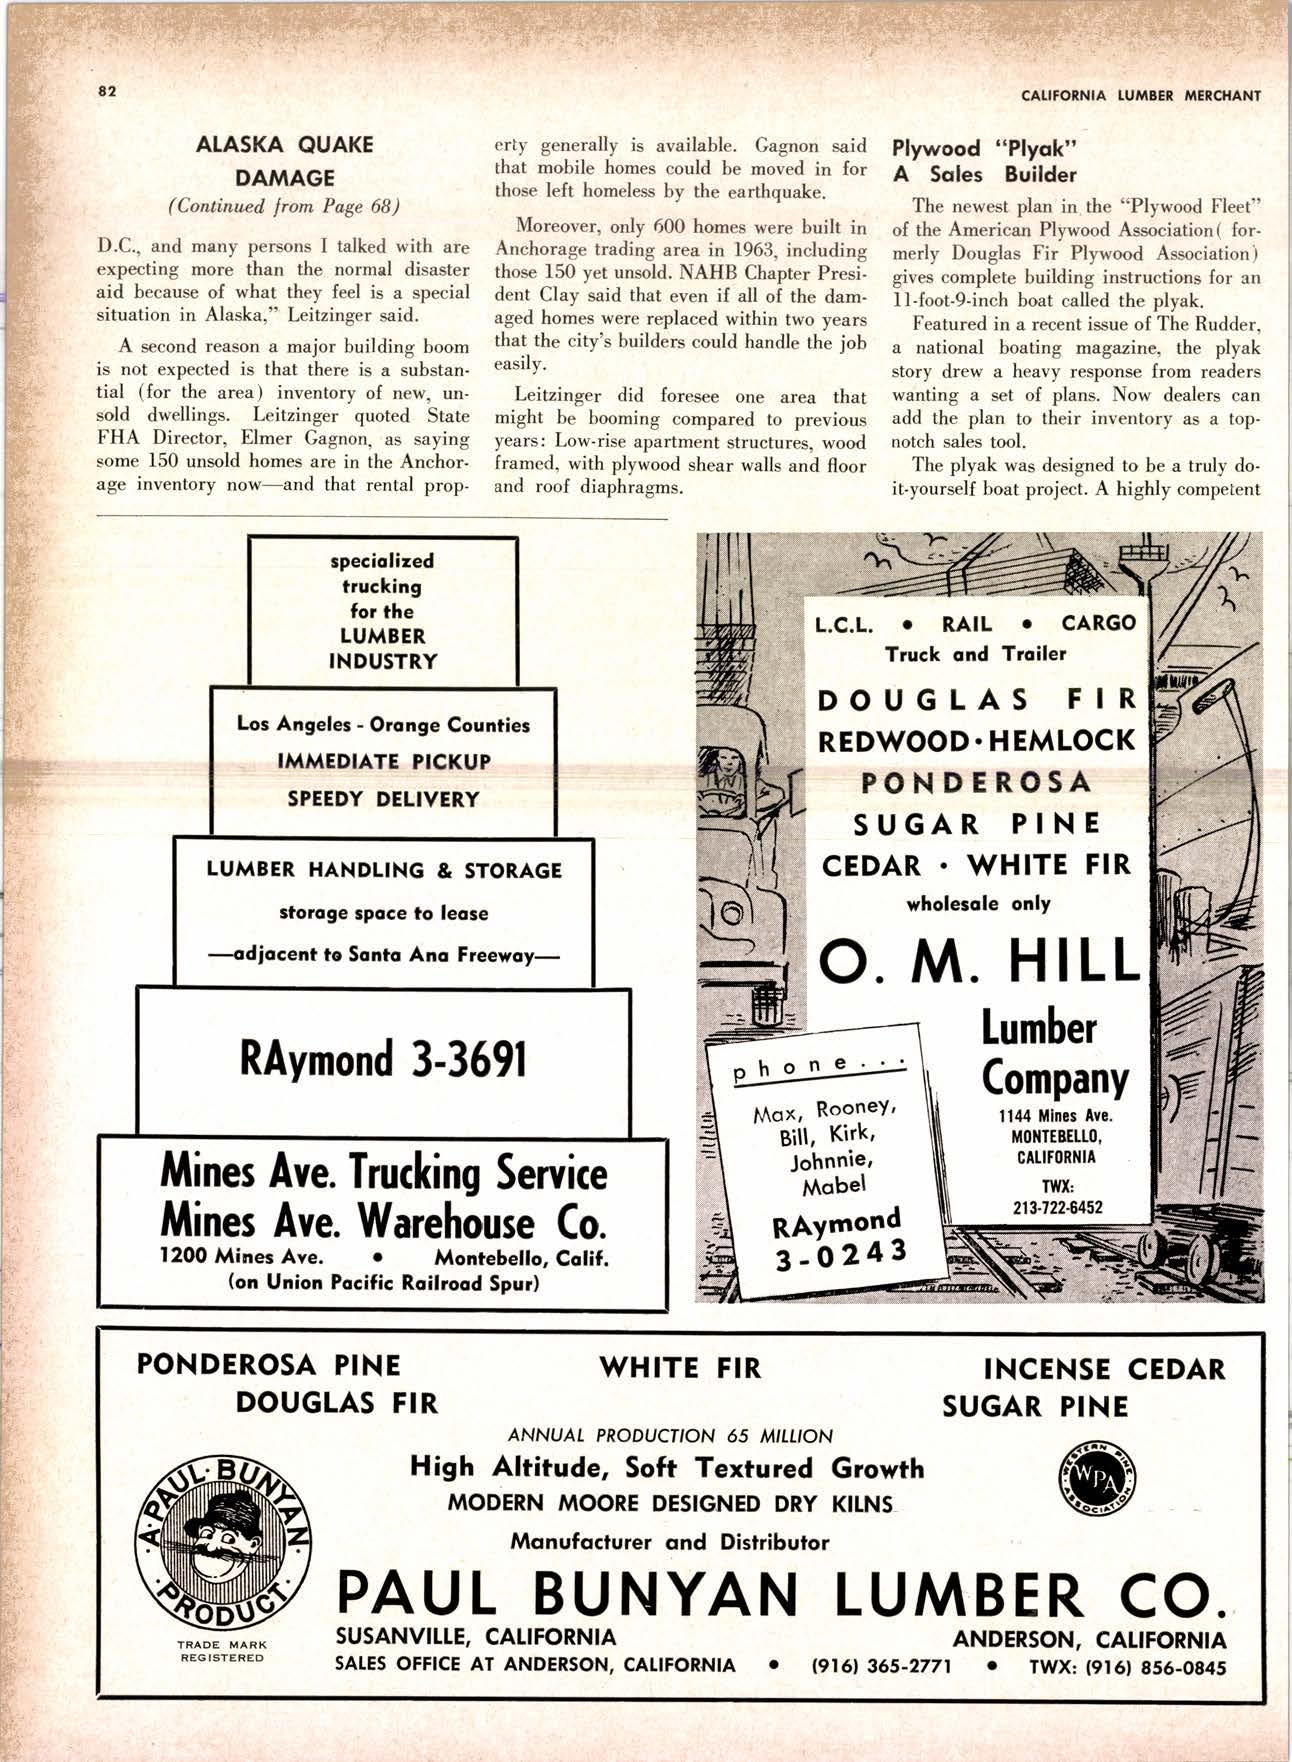 82
CALIFORNIA LUMBER MERCHANT
ALASKA QUAKE
DAMAGE
(Continued from Page 68)
D.C., and many persons I talked with are
expecting more than the normal disaster
aid because of what they feel is a special
situation in Alaska," Leitzinger said.
A second reason a major building boom
is not expected is that there is a substan-
tial (for the area) inventory of new, un-
sold dwellings. Leitzinger quoted State
FHA Director, Elmer Gagnon, as saying
some 150 unsold homes are in the Anchor-
age inventory now—and that rental prop-
erty generally is available. Gagnon said
that mobile homes could be moved in for
those left homeless by the earthquake.
Moreover, only 600 homes were built in
Anchorage trading area in 1963, including
those 150 yet unsold. NAHB Chapter Presi-
dent Clay said that even if all of the dam-
aged homes were replaced within two years
that the city's builders could handle the job
easily.
Leitzinger did foresee one area that
might be booming compared to previous
years: Low-rise apartment structures, wood
framed, with plywood shear walls and floor
and roof diaphragms.
Plywood "Plyak"
A Sales Builder
The newest plan in the "Plywood Fleet"
of the American Plywood Association( for-
merly Douglas Fir Plywood Association)
gives complete building instructions for an
11-foot-9-inch boat called the plyak.
Featured in a recent issue of The Rudder,
a national boating magazine, the plyak
story drew a heavy response from readers
wanting a set of plans. Now dealers can
add the plan to their inventory as a top-
notch sales tool.
The plyak was designed to be a truly do-
it-yourself boat project. A highly competent
specialized
trucking
for the
LUMBER
INDUSTRY
Los Angeles - Orange Counties
IMMEDIATE PICKUP
SPEEDY DELIVERY
LUMBER HANDLING & STORAGE
storage space to lease
—adjacent to Santa Ana Freeway—
RAymond 3-3691
Mines Ave. Trucking Service
Mines Ave. Warehouse Co.
1200 Mines Ave. • Montebello, Calif.
(on Union Pacific Railroad Spur)
L.C.L. • RAIL • CARGO
Truck and Trailer
DOUGLAS FIR
REDWOOD·HEMLOCK
PONDEROSA
SUGAR PINE
CEDAR · WHITE FIR
wholesale only
O. M. HILL
Lumber
Company
1144 Mines Ave.
MONTEBELLO,
CALIFORNIA
TWX:
213-722-6452
phone...
Max, Rooney,
Bill, Kirk,
Johnnie,
Mabel
RAymond
3-0243
PONDEROSA PINE WHITE FIR INCENSE CEDAR
DOUGLAS FIR SUGAR PINE
ANNUAL PRODUCTION 65 MILLION
High Altitude, Soft Textured Growth
MODERN MOORE DESIGNED DRY KILNS
Manufacturer and Distributor
A·PAUL·BUNYAN·
PRODUCT
TRADE MARK
REGISTERED
WESTERN PINE
WPA
ASSOCIATION
PAUL BUNYAN LUMBER CO.
SUSANVILLE, CALIFORNIA ANDERSON, CALIFORNIA
SALES OFFICE AT ANDERSON, CALIFORNIA • (916) 365-2771 • TWX: (916) 856-0845